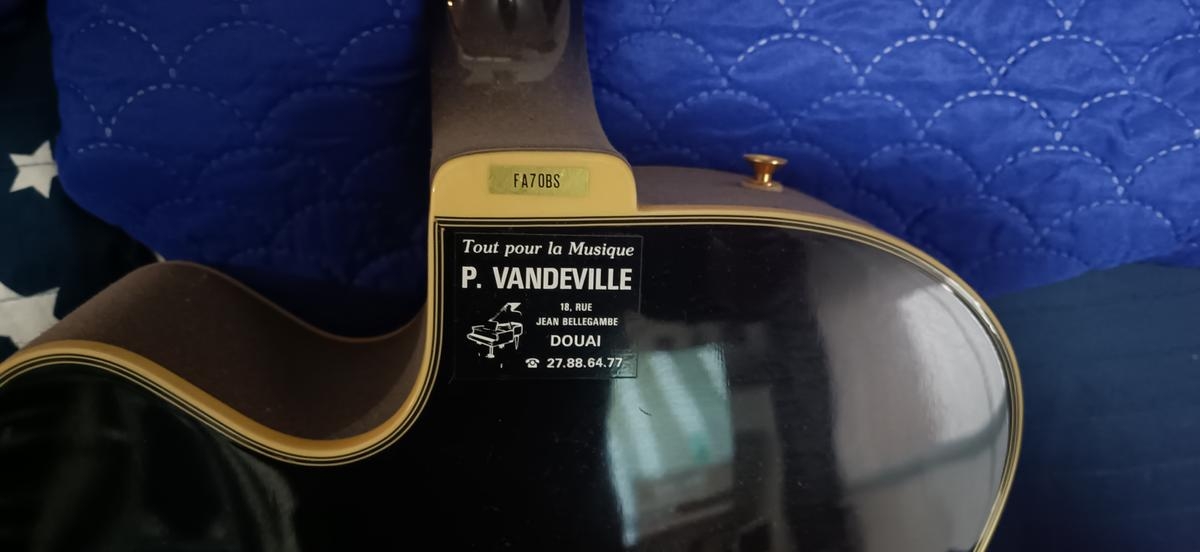 FA70BS
Tout pour la Musique
P. VANDEVILLE
18, RUE
JEAN BELLEGAMBE
DOUAI
☎ 27.88.64.77